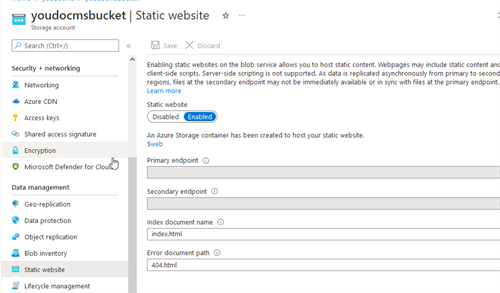 youdocmsbucket | Static website
Storage account
Search (Ctrl+/)
Save
Discard
Security + networking
Networking
Azure CDN
Access keys
Shared access signature
Encryption
Microsoft Defender for Cloud
Data management
Geo-replication
Data protection
Object replication
Blob inventory
Static website
Lifecycle management
Enabling static websites on the blob service allows you to host static content. Webpages may include static content and
client-side scripts. Server-side scripting is not supported. As data is replicated asynchronously from primary to second
regions, files at the secondary endpoint may not be immediately available or in sync with files at the primary endpoint.
Learn more
Static website
Disabled Enabled
An Azure Storage container has been created to host your static website.
$web
Primary endpoint
Secondary endpoint
Index document name
index.html
Error document path
404.html